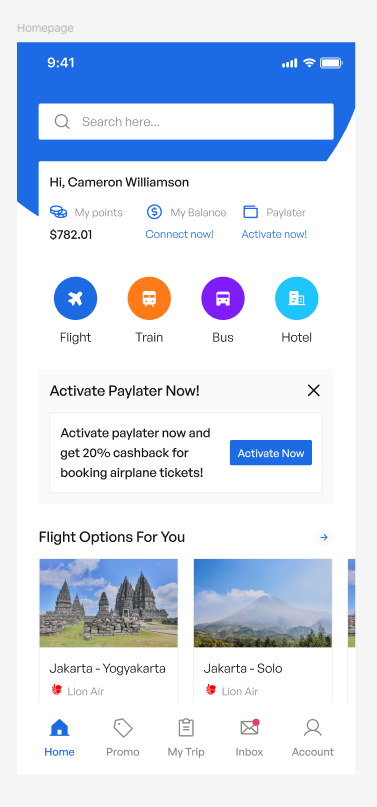 Homepage
9:41
Search here...
Hi, Cameron Williamson
My points
My Balance
Paylater
$782.01
Connect now!
Activate now!
Flight
Train
Bus
Hotel
Activate Paylater Now!
Activate paylater now and
get 20% cashback for
booking airplane tickets!
Activate Now
Flight Options For You
Jakarta - Yogyakarta
Jakarta - Solo
Lion Air
Lion Air
Home
Promo
My Trip
Inbox
Account